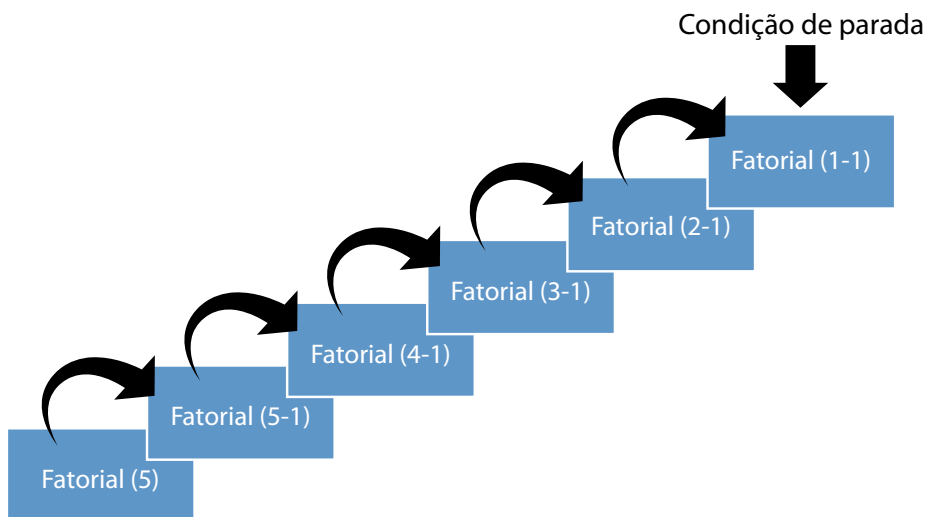 Condição de parada
Fatorial (1-1)
Fatorial (2-1)
Fatorial (3-1)
Fatorial (4-1)
Fatorial (5-1)
Fatorial (5)